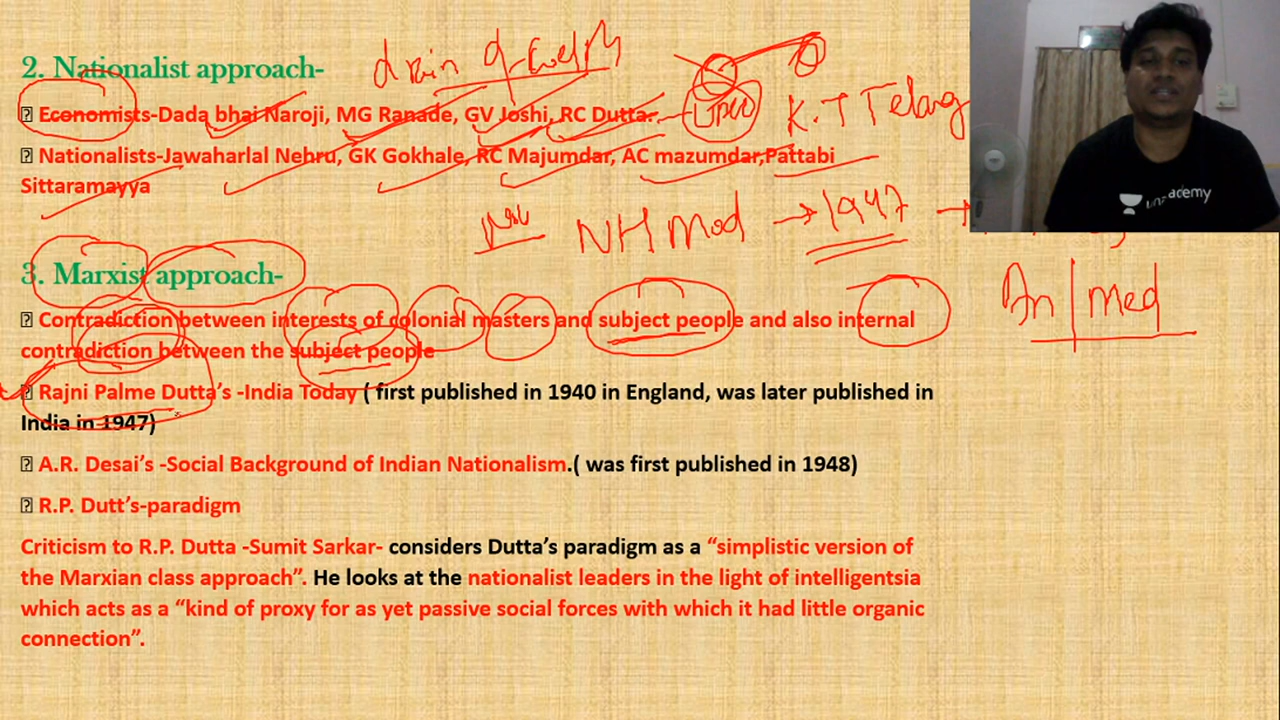 2. Nationalist approach-
drain of wealth
Economists-Dada bhai Naroji, MG Ranade, GV Joshi, RC Dutta.
K.T Telang
Nationalists-Jawaharlal Nehru, GK Gokhale, RC Majumdar, AC mazumdar,Pattabi
Sittaramayya
NH Mod → 1947 →
3. Marxist approach-
An | Med
Contradiction between interests of colonial masters and subject people and also internal
contradiction between the subject people
Rajni Palme Dutta's -India Today ( first published in 1940 in England, was later published in
India in 1947)
A.R. Desai's -Social Background of Indian Nationalism.( was first published in 1948)
R.P. Dutt's-paradigm
Criticism to R.P. Dutta -Sumit Sarkar- considers Dutta's paradigm as a "simplistic version of
the Marxian class approach". He looks at the nationalist leaders in the light of intelligentsia
which acts as a "kind of proxy for as yet passive social forces with which it had little organic
connection".
unacademy